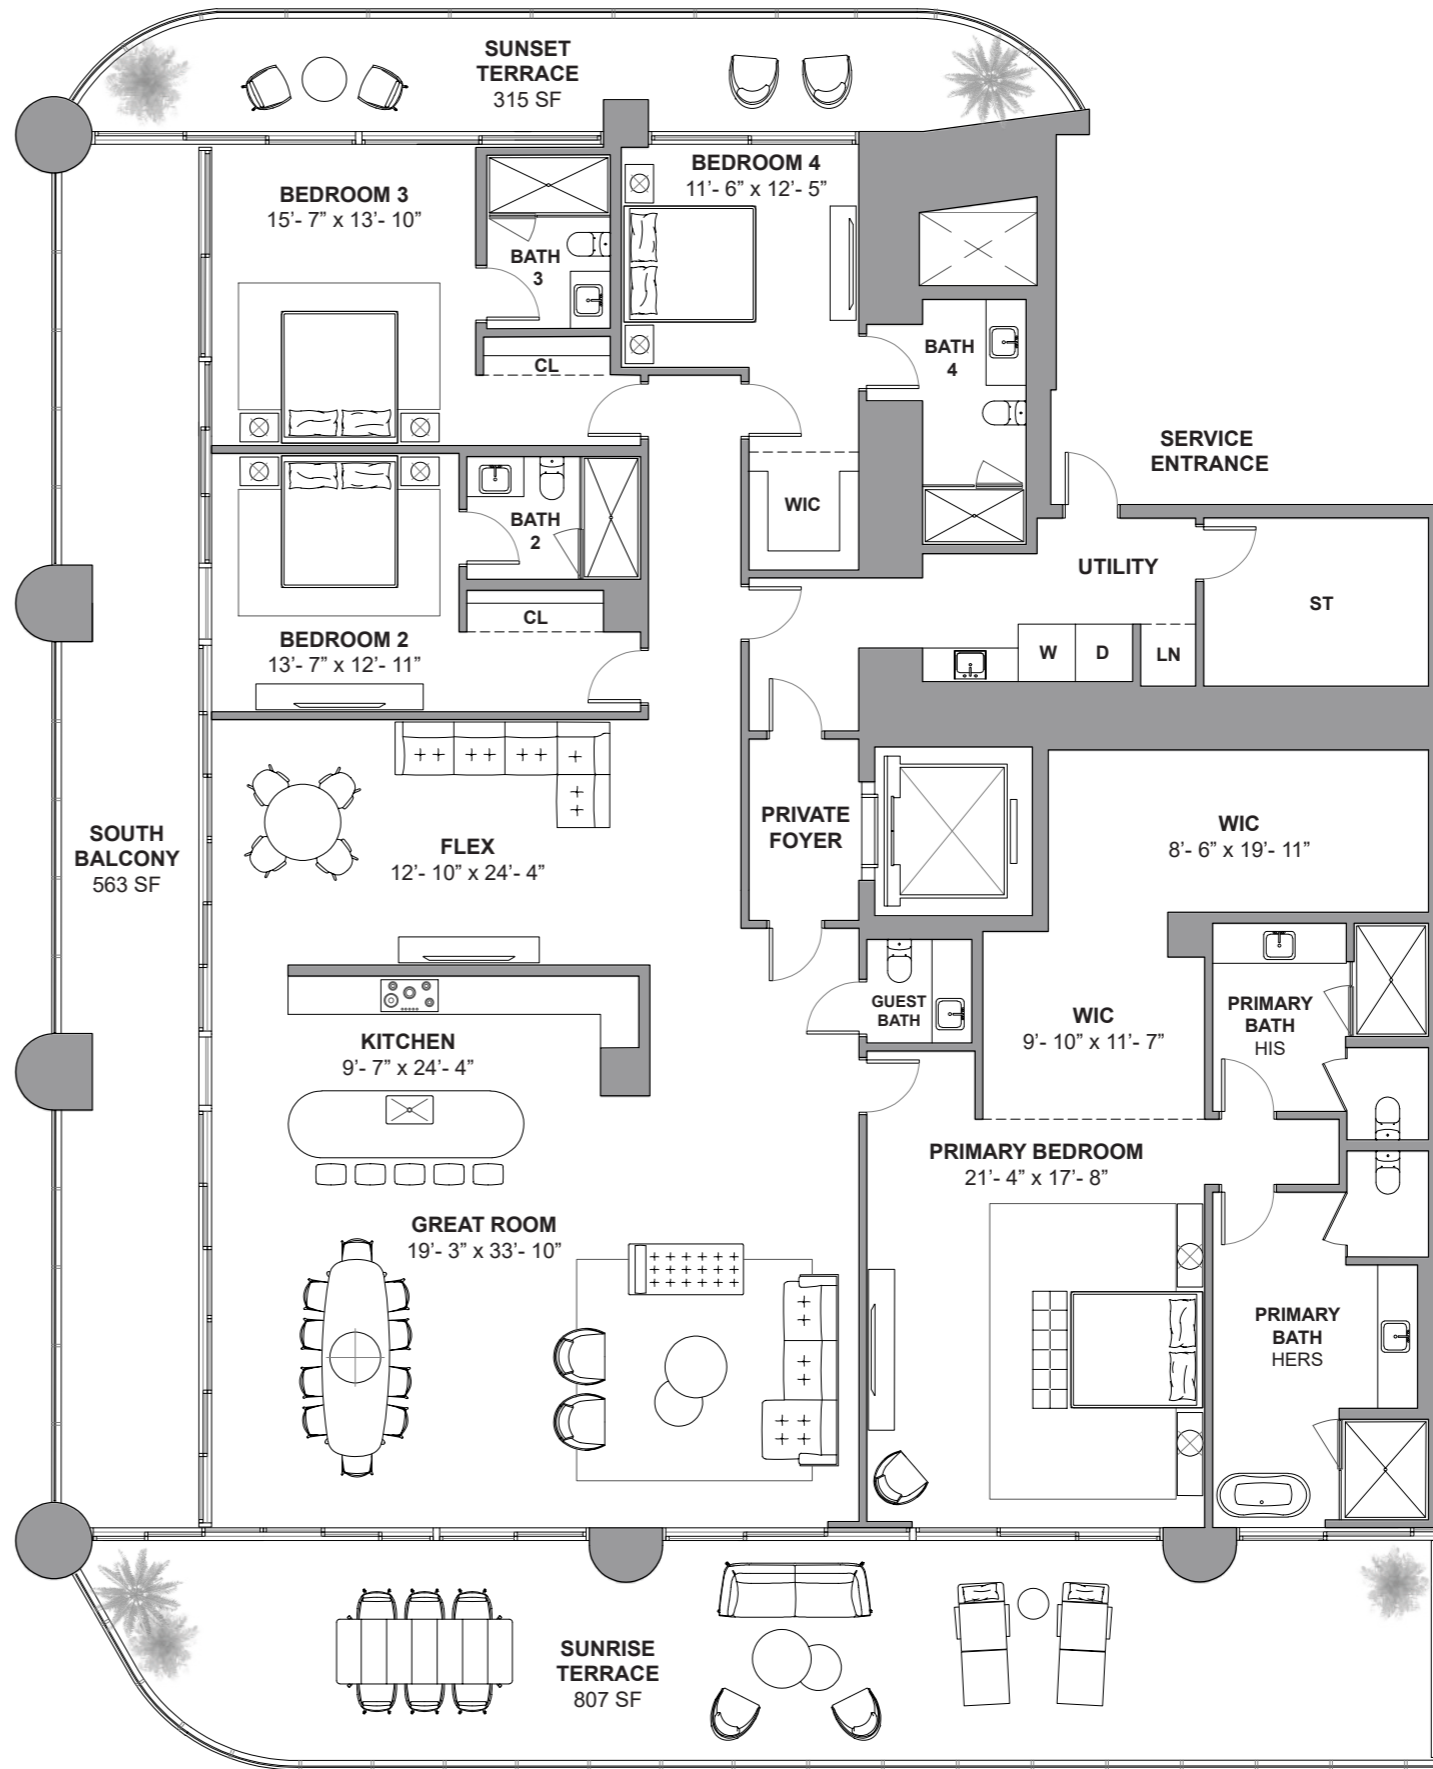 SUNSET
TERRACE
315 SF
BEDROOM 3
15’- 7” x 13’- 10”
BATH
3
CL
BEDROOM 4
11’- 6” x 12’- 5”
BATH
4
WIC
SERVICE
ENTRANCE
BATH
2
CL
BEDROOM 2
13’- 7” x 12’- 11”
UTILITY
ST
W
D
LN
SOUTH
BALCONY
563 SF
FLEX
12’- 10” x 24’- 4”
PRIVATE
FOYER
WIC
8’- 6” x 19’- 11”
KITCHEN
9’- 7” x 24’- 4”
GUEST
BATH
WIC
9’- 10” x 11’- 7”
PRIMARY
BATH
HIS
PRIMARY BEDROOM
21’- 4” x 17’- 8”
GREAT ROOM
19’- 3” x 33’- 10”
PRIMARY
BATH
HERS
SUNRISE
TERRACE
807 SF